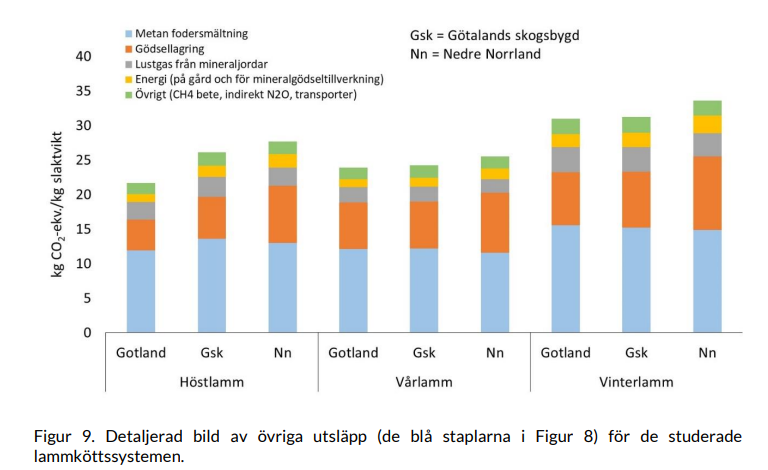 Metan fodersmältning
Gödsellagring
Lustgas från mineraljordar
Energi (på gård och för mineralgödseltillverkning)
Övrigt (CH4 bete, indirekt N2O, transporter)
Gsk = Götalands skogsbygd
Nn = Nedre Norrland
kg CO₂-ekv./kg slaktvikt
40
35
30
25
20
15
10
5
0
Gotland Gsk Nn Gotland Gsk Nn Gotland Gsk Nn
Höstlamm Vårlamm Vinterlamm
Figur 9. Detaljerad bild av övriga utsläpp (de blå staplarna i Figur 8) för de studerade
lammköttssystemen.